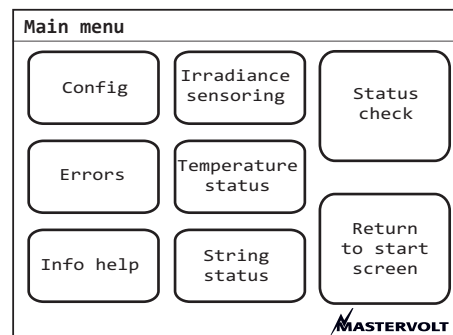 Main menu
Config
Irradiance
sensoring
Status
check
Errors
Temperature
status
Info help
String
status
Return
to start
screen
MASTERVOLT